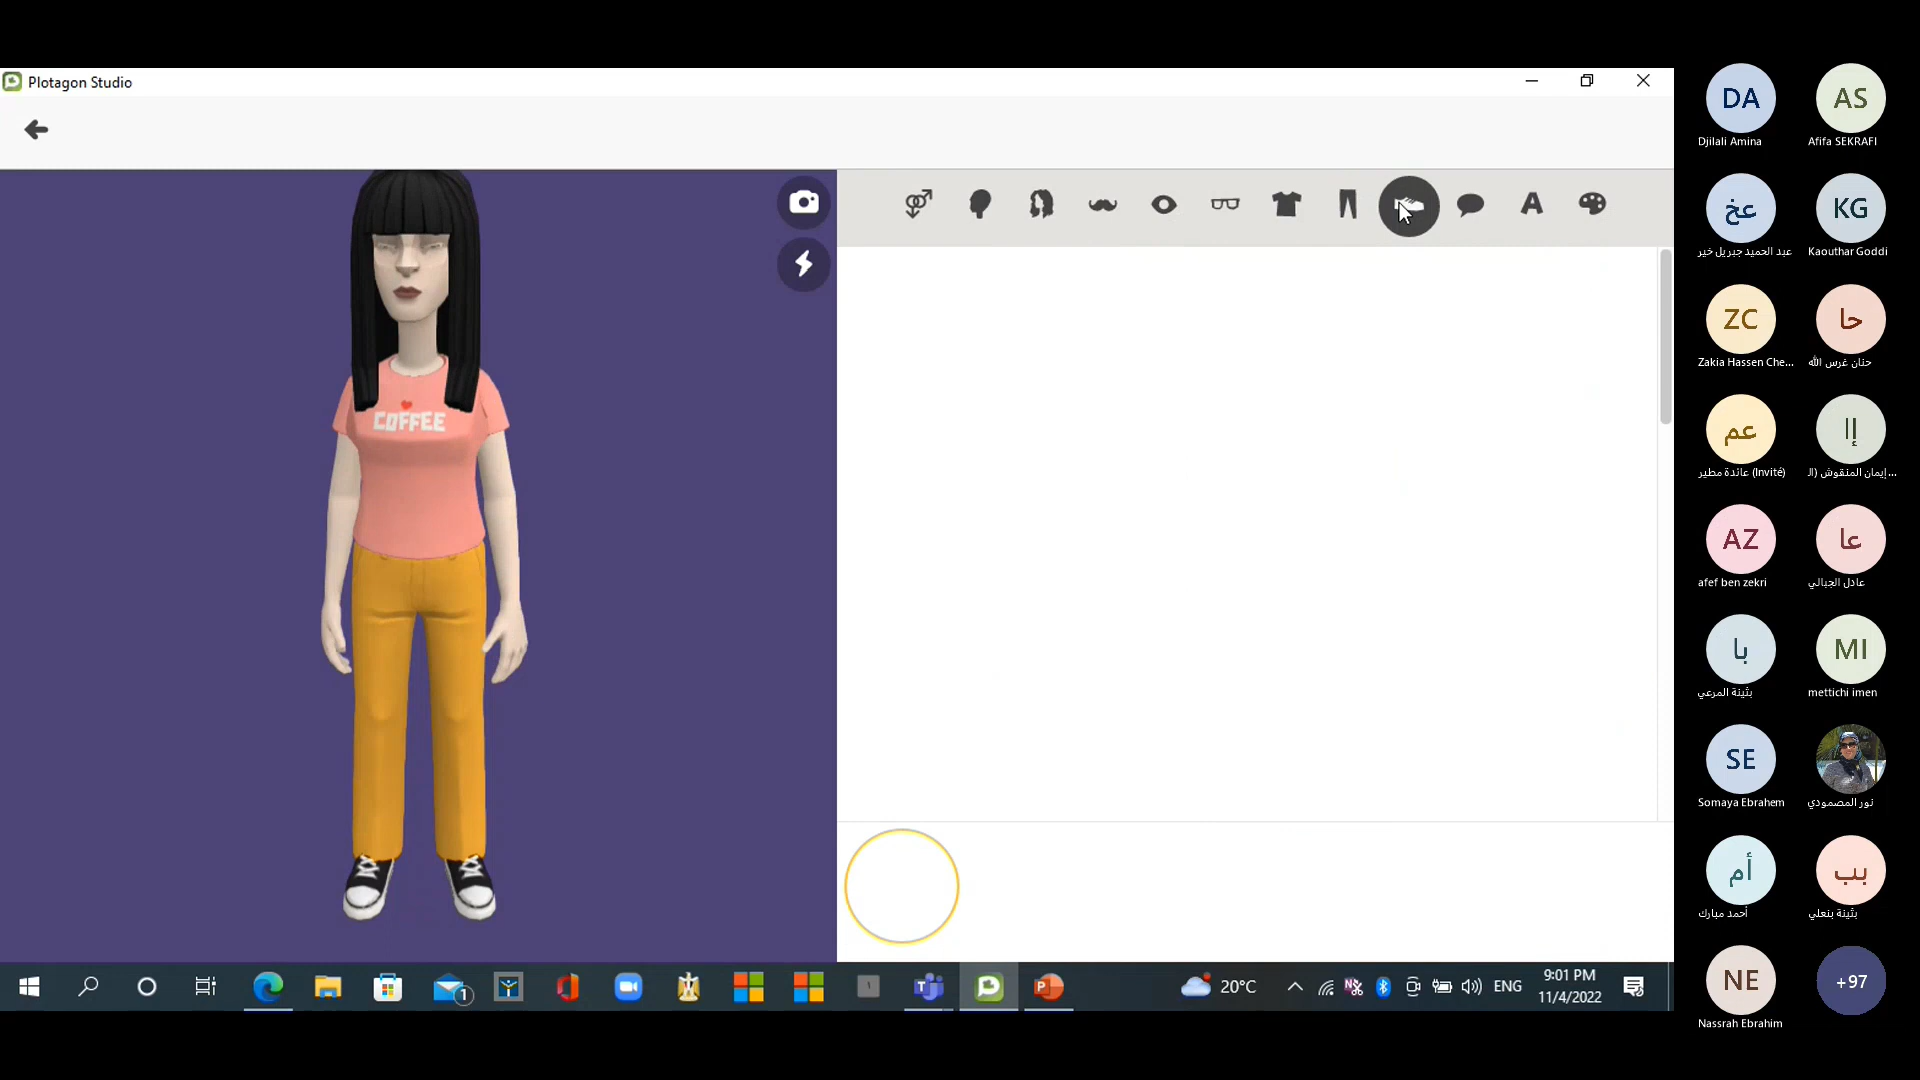 Plotagon Studio
COFFEE
DA
Djilali Amina
AS
Afifa SEKRAFI
عخ
عبد الحميد جبريل خير
KG
Kaouthar Goddi
ZC
Zakia Hassen Che...
حا
حنان غرس الله
عم
عائدة مطير (Invité)
إا
إيمان المنقوش (ال...
AZ
afef ben zekri
عا
عادل الجبالي
با
بثينة المرعي
MI
mettichi imen
SE
Somaya Ebrahem
نور المصمودي
أم
أحمد مبارك
بب
بثينة بنعلي
NE
Nassrah Ebrahim
+97
1
20°C
ENG
9:01 PM
11/4/2022